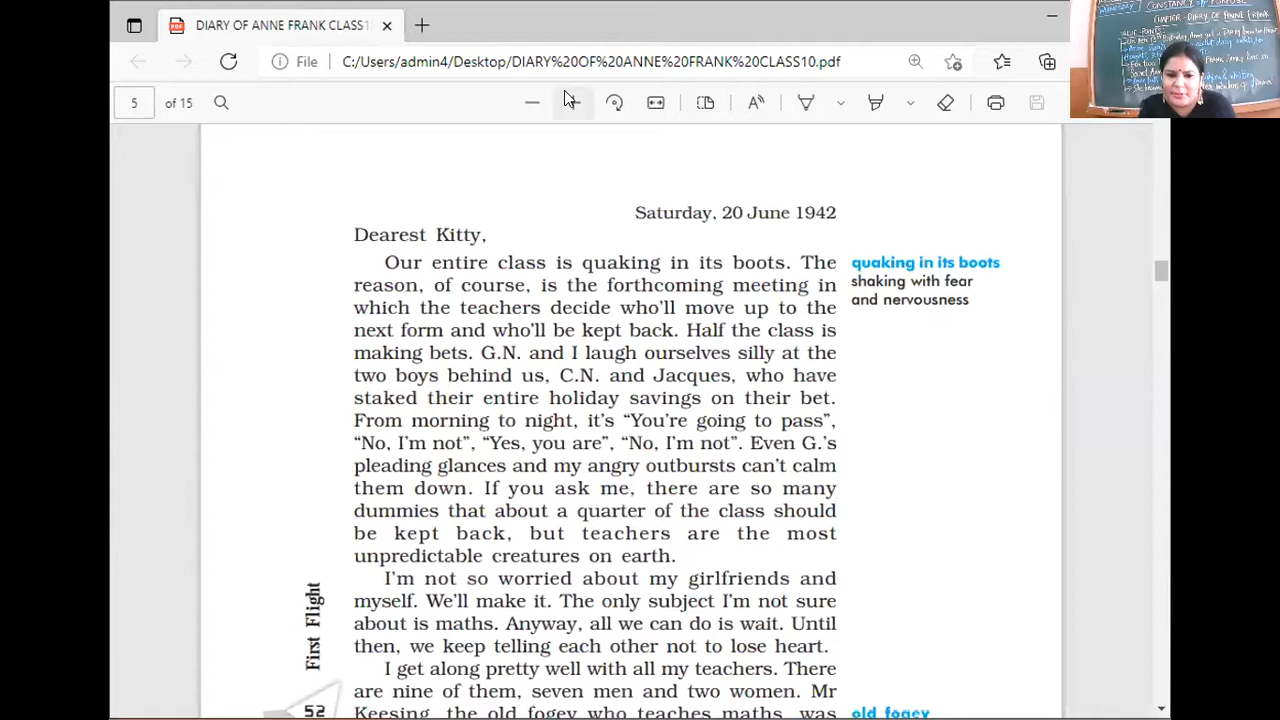 DIARY OF ANNE FRANK CLASS1
File C:/Users/admin4/Desktop/DIARY%20OF%20ANNE%20FRANK%20CLASS10.pdf
5 of 15
CONSTANCY
CHAPTER-DIARY OF ANNE FRANK
Saturday, 20 June 1942
Dearest Kitty,
Our entire class is quaking in its boots. The
reason, of course, is the forthcoming meeting in
which the teachers decide who'll move up to the
next form and who'll be kept back. Half the class is
making bets. G.N. and I laugh ourselves silly at the
two boys behind us, C.N. and Jacques, who have
staked their entire holiday savings on their bet.
From morning to night, it's “You're going to pass”,
“No, I'm not”, “Yes, you are”, “No, I'm not”. Even G.'s
pleading glances and my angry outbursts can't calm
them down. If you ask me, there are so many
dummies that about a quarter of the class should
be kept back, but teachers are the most
unpredictable creatures on earth.
I'm not so worried about my girlfriends and
myself. We'll make it. The only subject I'm not sure
about is maths. Anyway, all we can do is wait. Until
then, we keep telling each other not to lose heart.
I get along pretty well with all my teachers. There
are nine of them, seven men and two women. Mr
Keesing, the old fogey who teaches maths, was
quaking in its boots
shaking with fear
and nervousness
old fogey
First Flight
52